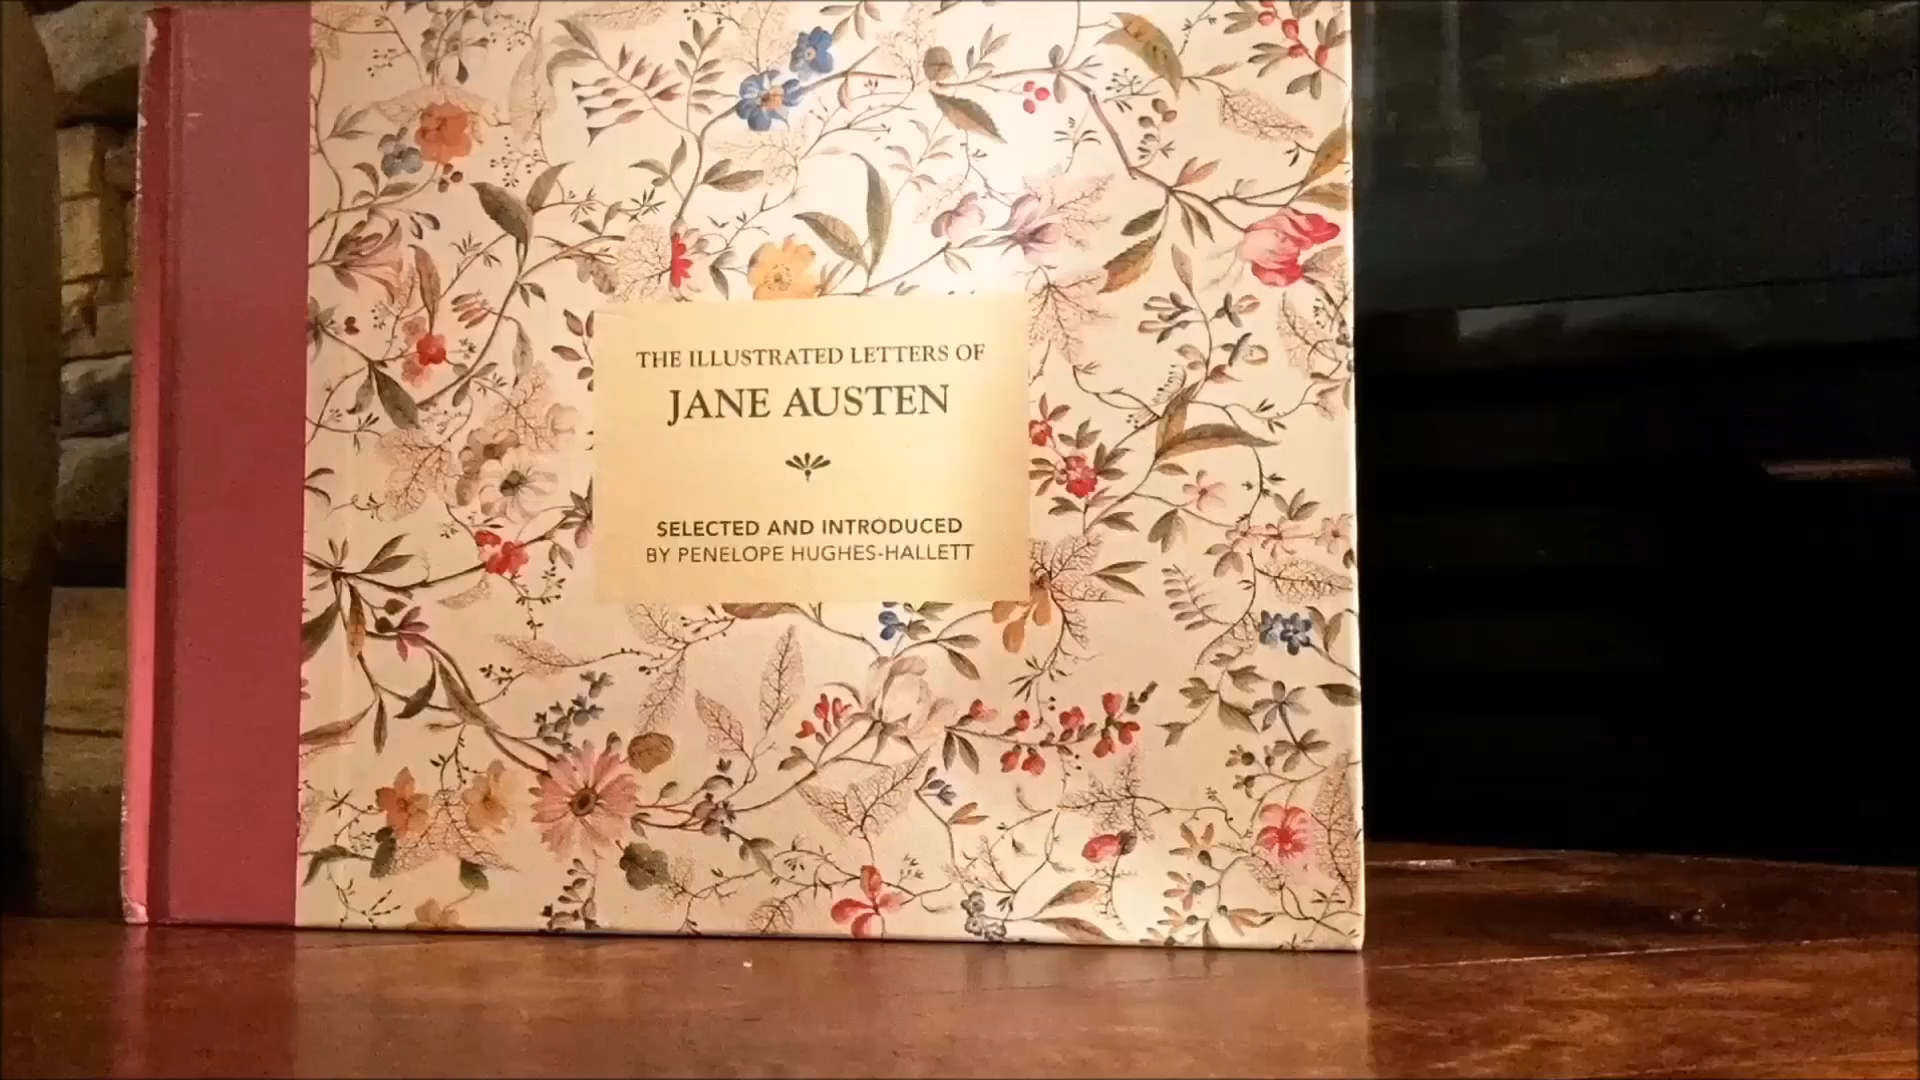 THE ILLUSTRATED LETTERS OF
JANE AUSTEN
SELECTED AND INTRODUCED
BY PENELOPE HUGHES-HALLETT